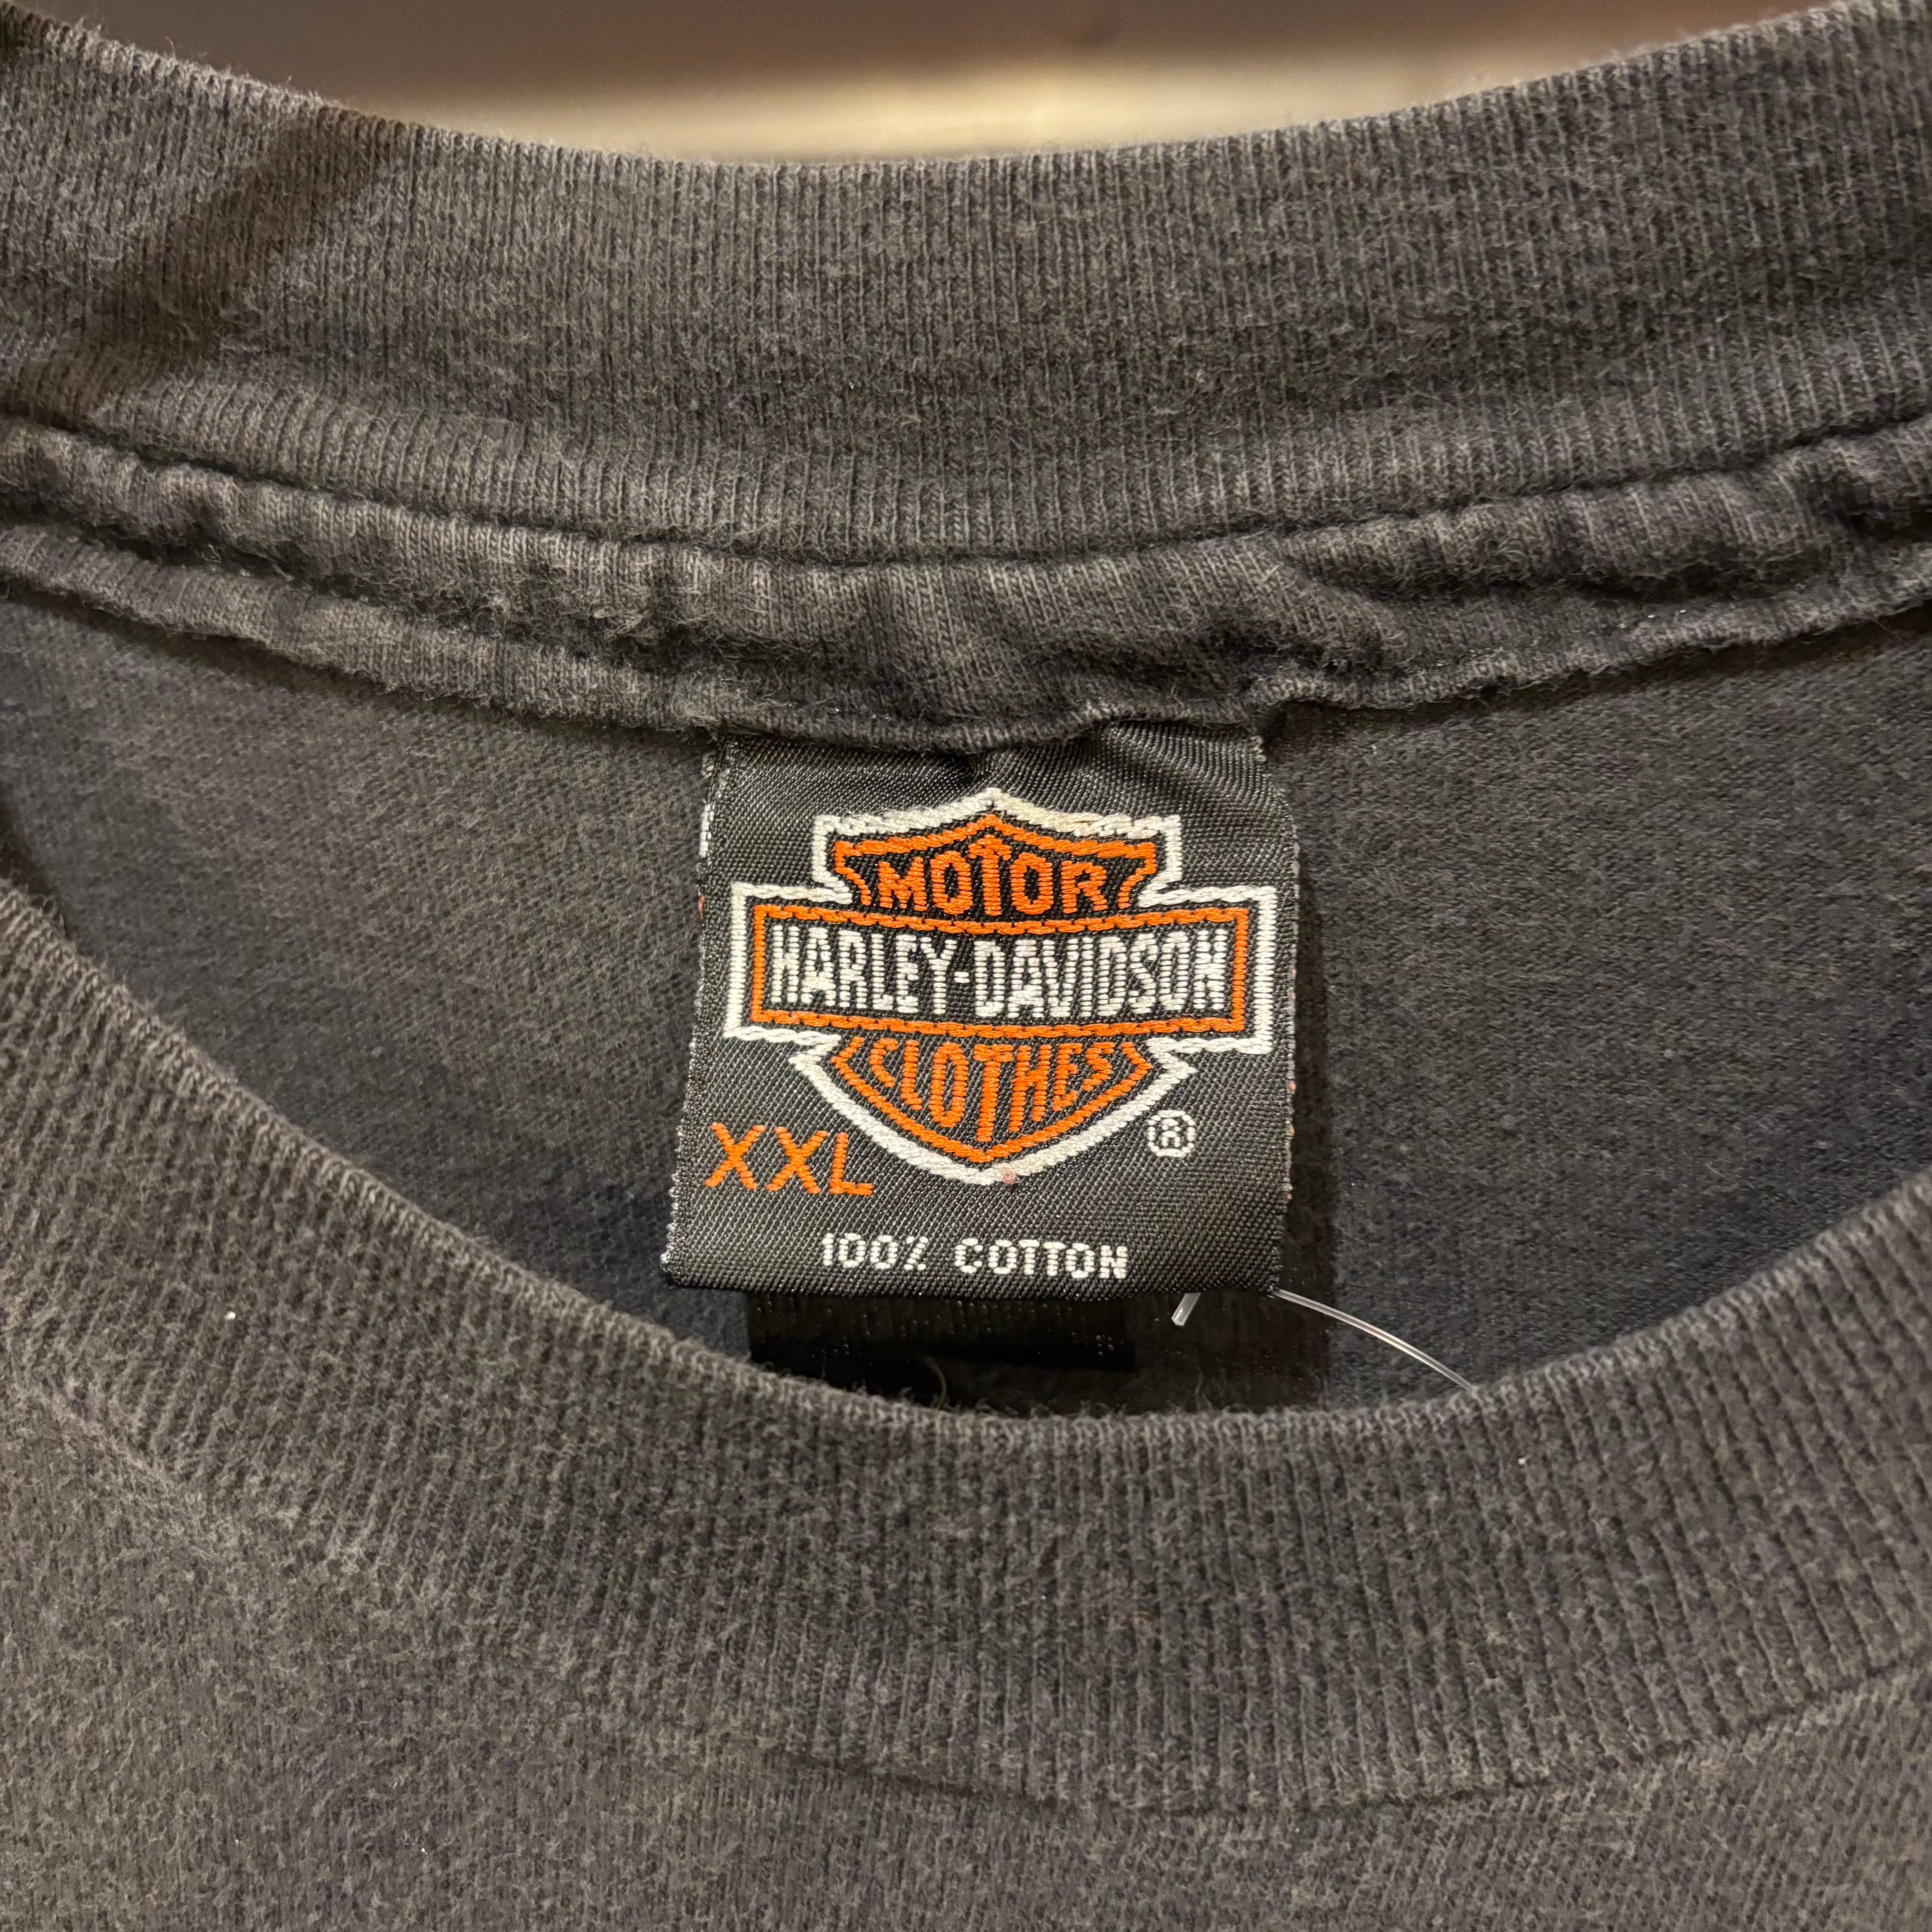 MOTOR
HARLEY-DAVIDSON
CLOTHES
®
XXL
100% COTTON